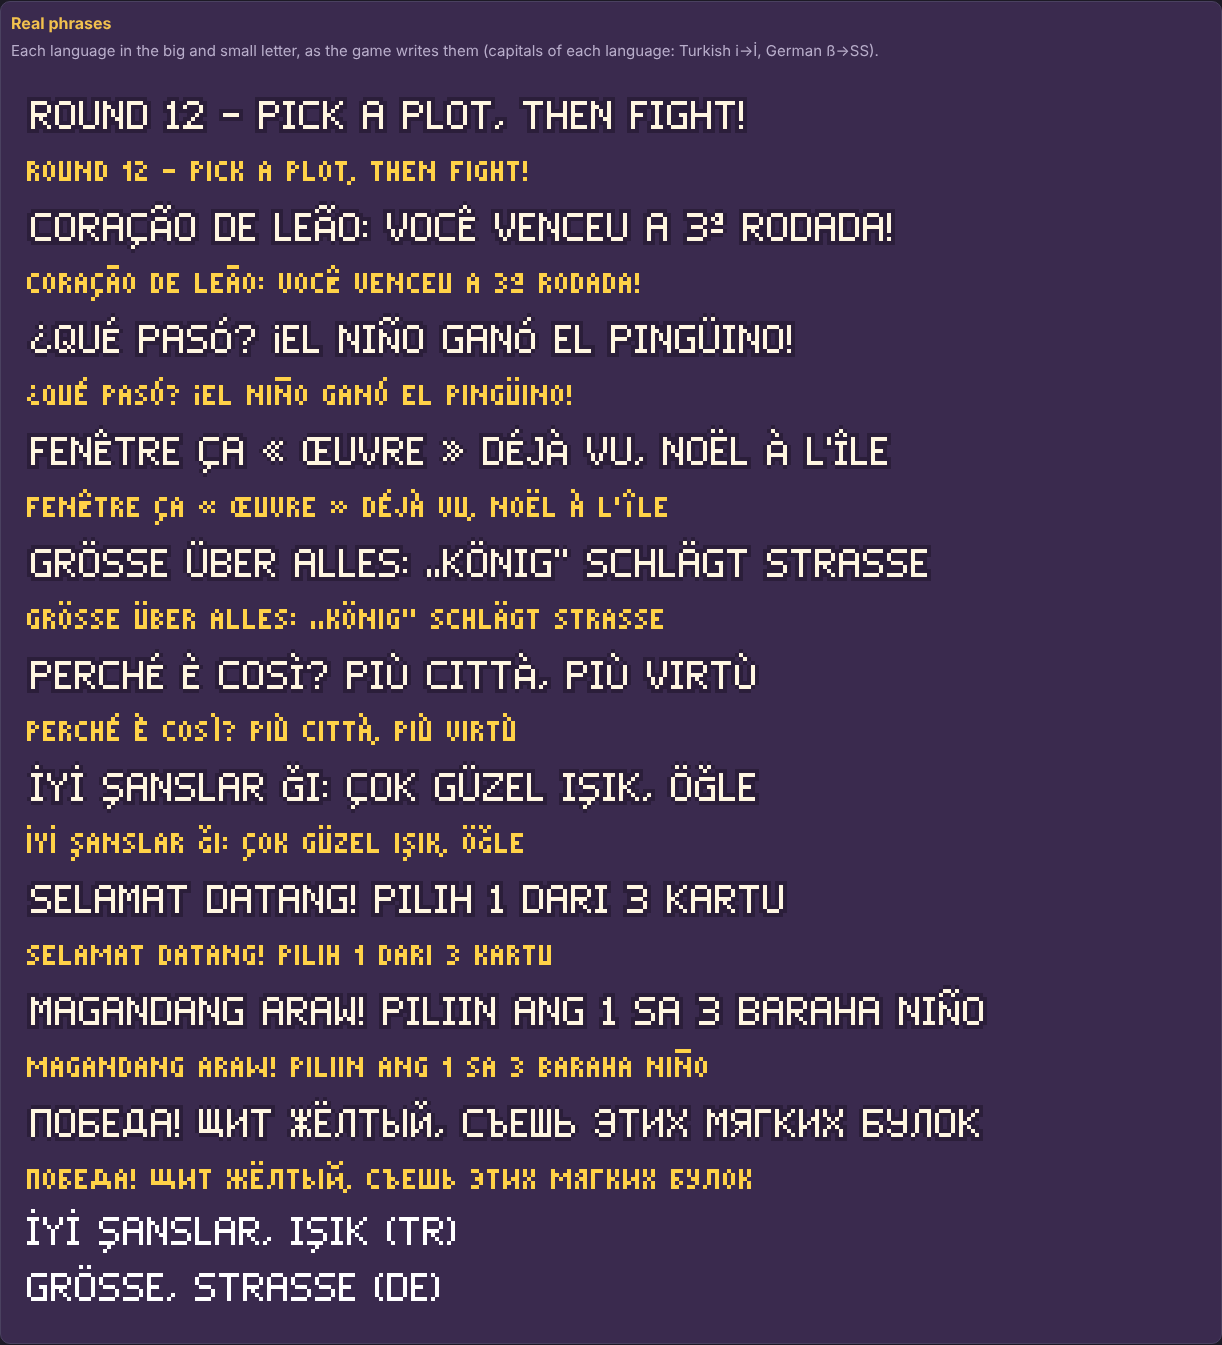 Real phrases
Each language in the big and small letter, as the game writes them (capitals of each language: Turkish i→İ, German ß→SS).
ROUND 12 – PICK A PLOT, THEN FIGHT!
ROUND 12 – PICK A PLOT, THEN FIGHT!
CORAÇÃO DE LEÃO: VOCÊ VENCEU A 3ª RODADA!
CORAÇÃO DE LEÃO: VOCÊ VENCEU A 3ª RODADA!
¿QUÉ PASÓ? ¡EL NIÑO GANÓ EL PINGÜINO!
¿QUÉ PASÓ? ¡EL NIÑO GANÓ EL PINGÜINO!
FENÊTRE ÇA « ŒUVRE » DÉJÀ VU, NOËL À L'ÎLE
FENÊTRE ÇA « ŒUVRE » DÉJÀ VU, NOËL À L'ÎLE
GRÖSSE ÜBER ALLES: „KÖNIG" SCHLÄGT STRASSE
GRÖSSE ÜBER ALLES: „KÖNIG" SCHLÄGT STRASSE
PERCHÉ È COSÌ? PIÙ CITTÀ, PIÙ VIRTÙ
PERCHÉ È COSÌ? PIÙ CITTÀ, PIÙ VIRTÙ
İYİ ŞANSLAR ĞI: ÇOK GÜZEL IŞIK, ÖĞLE
İYİ ŞANSLAR ĞI: ÇOK GÜZEL IŞIK, ÖĞLE
SELAMAT DATANG! PILIH 1 DARI 3 KARTU
SELAMAT DATANG! PILIH 1 DARI 3 KARTU
MAGANDANG ARAW! PILIIN ANG 1 SA 3 BARAHA NIÑO
MAGANDANG ARAW! PILIIN ANG 1 SA 3 BARAHA NIÑO
ПОБЕДА! ЩИТ ЖЁЛТЫЙ, СЪЕШЬ ЭТИХ МЯГКИХ БУЛОК
ПОБЕДА! ЩИТ ЖЁЛТЫЙ, СЪЕШЬ ЭТИХ МЯГКИХ БУЛОК
İYİ ŞANSLAR, IŞIK (TR)
GRÖSSE, STRASSE (DE)